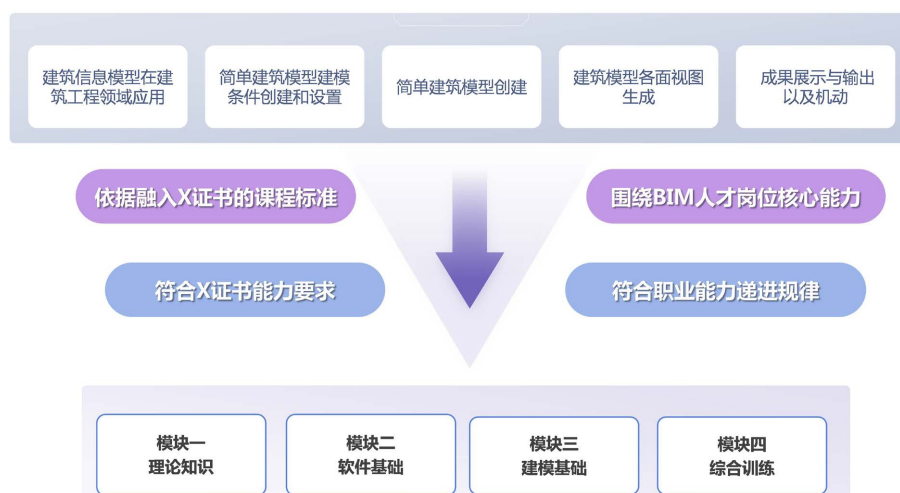 建筑信息模型在建
筑工程领域应用
简单建筑模型建模
条件创建和设置
简单建筑模型创建
建筑模型各面视图
生成
成果展示与输出
以及机动
依据融入X证书的课程标准
围绕BIM人才岗位核心能力
符合X证书能力要求
符合职业能力递进规律
模块一
理论知识
模块二
软件基础
模块三
建模基础
模块四
综合训练